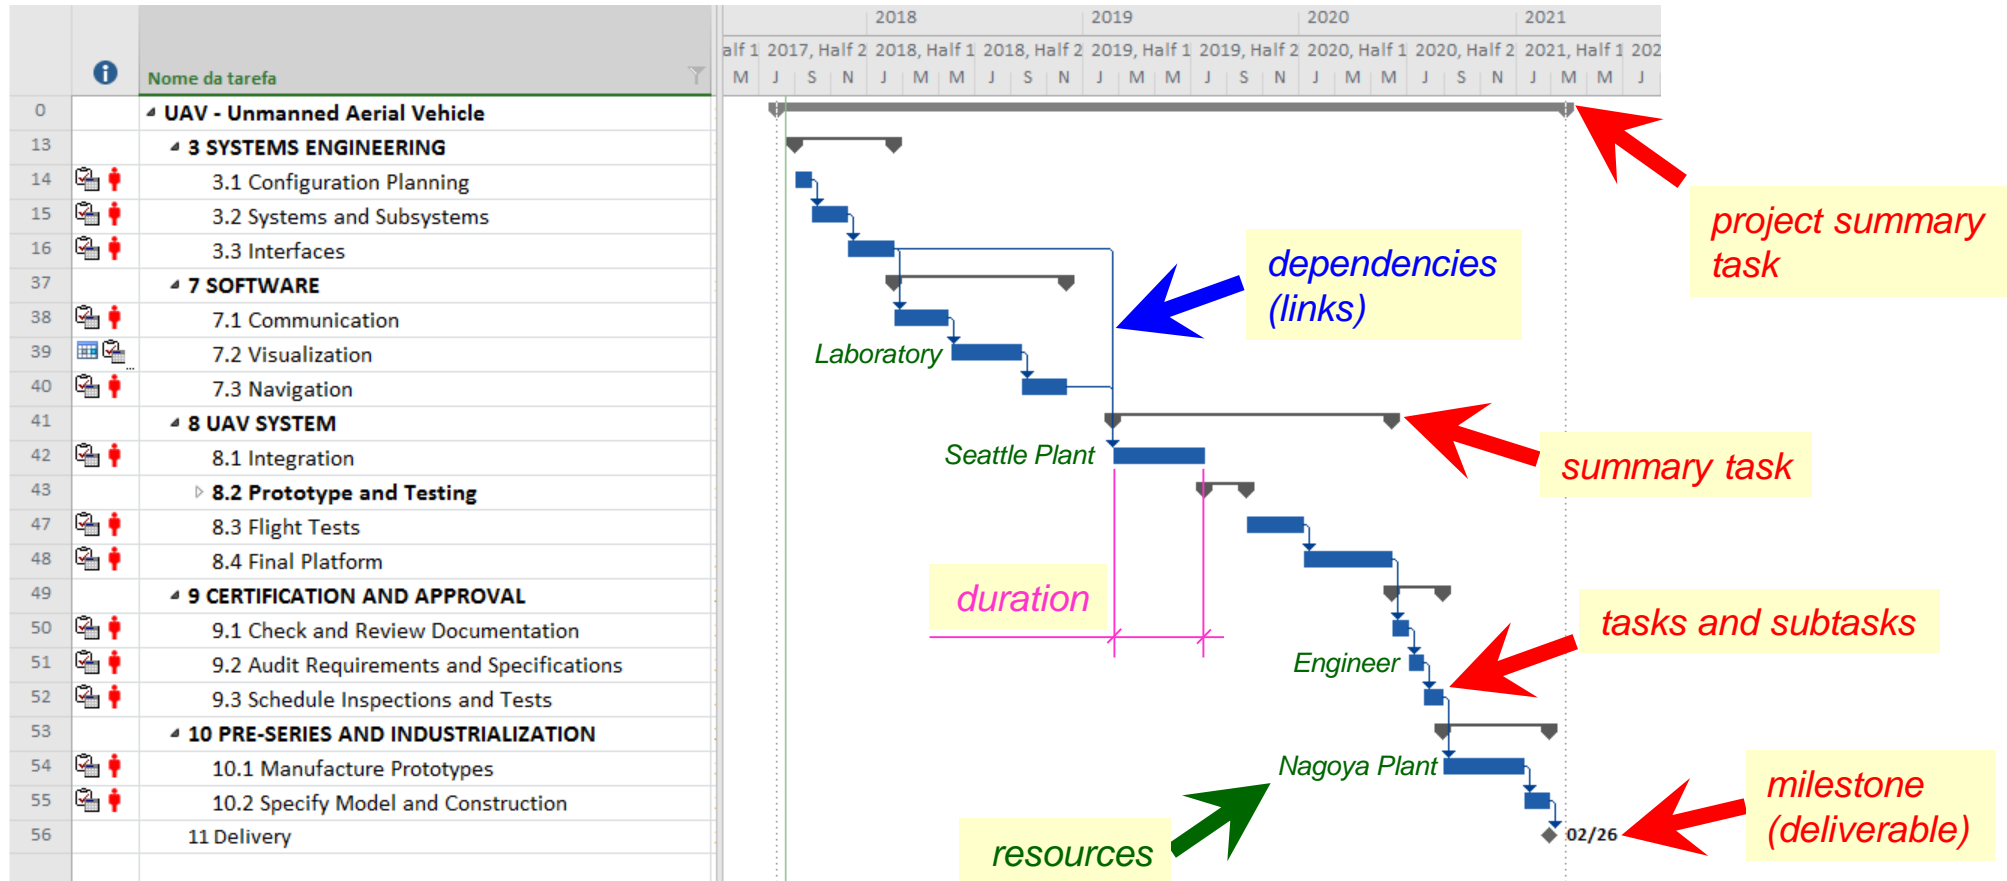 2018 2019 2020 2021
alf 1 2017, Half 2 2018, Half 1 2018, Half 2 2019, Half 1 2019, Half 2 2020, Half 1 2020, Half 2 2021, Half 1 202
Nome da tarefa M J S N J M M J S N J M M J S N J M M J S N J M M J
0 UAV - Unmanned Aerial Vehicle
13 3 SYSTEMS ENGINEERING
14 3.1 Configuration Planning
15 3.2 Systems and Subsystems
16 3.3 Interfaces
37 7 SOFTWARE
38 7.1 Communication
39 7.2 Visualization
40 7.3 Navigation
41 8 UAV SYSTEM
42 8.1 Integration
43 8.2 Prototype and Testing
47 8.3 Flight Tests
48 8.4 Final Platform
49 9 CERTIFICATION AND APPROVAL
50 9.1 Check and Review Documentation
51 9.2 Audit Requirements and Specifications
52 9.3 Schedule Inspections and Tests
53 10 PRE-SERIES AND INDUSTRIALIZATION
54 10.1 Manufacture Prototypes
55 10.2 Specify Model and Construction
56 11 Delivery
project summary
task
dependencies
(links)
Laboratory
Seattle Plant
summary task
duration
tasks and subtasks
Engineer
Nagoya Plant
milestone
(deliverable)
02/26
resources